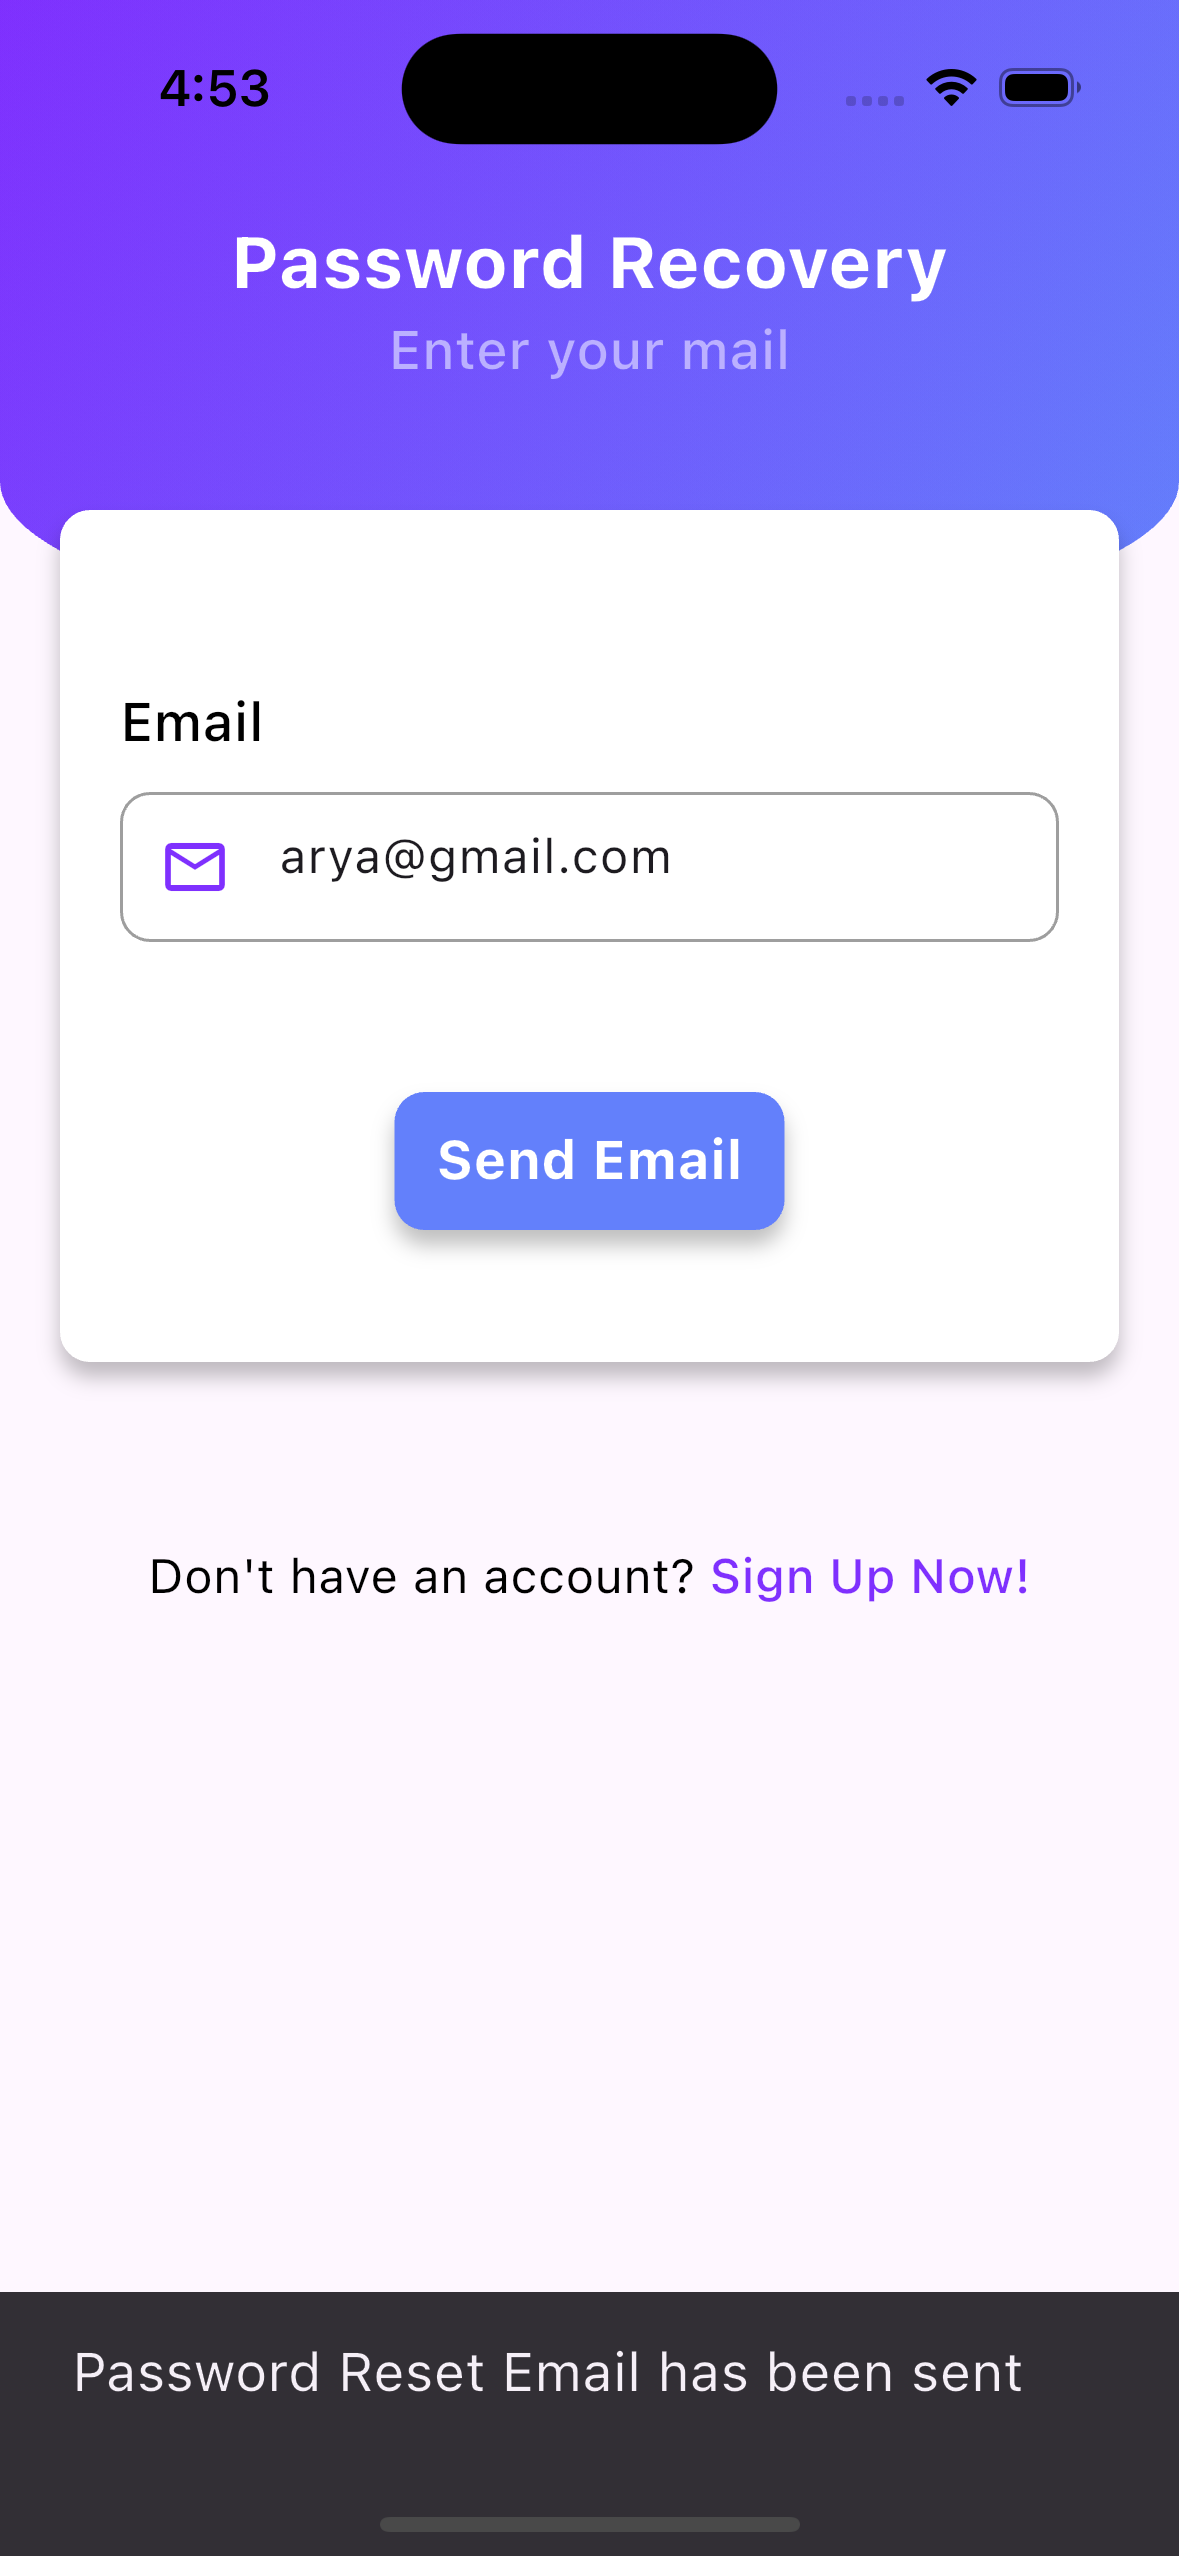 4:53
Password Recovery
Enter your mail
Email
arya@gmail.com
Send Email
Don't have an account? Sign Up Now!
Password Reset Email has been sent